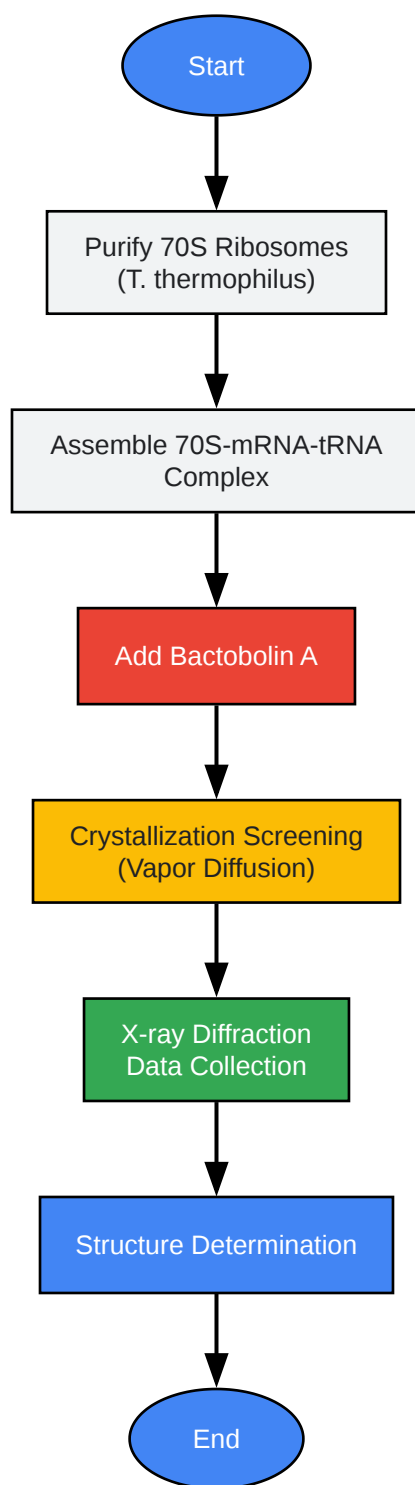 Start
Purify 70S Ribosomes
(T. thermophilus)
Assemble 70S-mRNA-tRNA
Complex
Add Bactobolin A
Crystallization Screening
(Vapor Diffusion)
X-ray Diffraction
Data Collection
Structure Determination
End